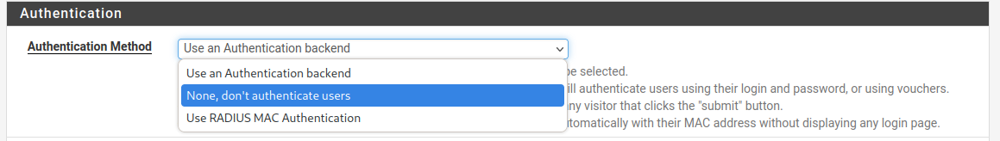 Authentication
Authentication Method
Use an Authentication backend
Use an Authentication backend
be selected.
None, don't authenticate users
ill authenticate users using their login and password, or using vouchers.
ny visitor that clicks the "submit" button.
Use RADIUS MAC Authentication
tomatically with their MAC address without displaying any login page.